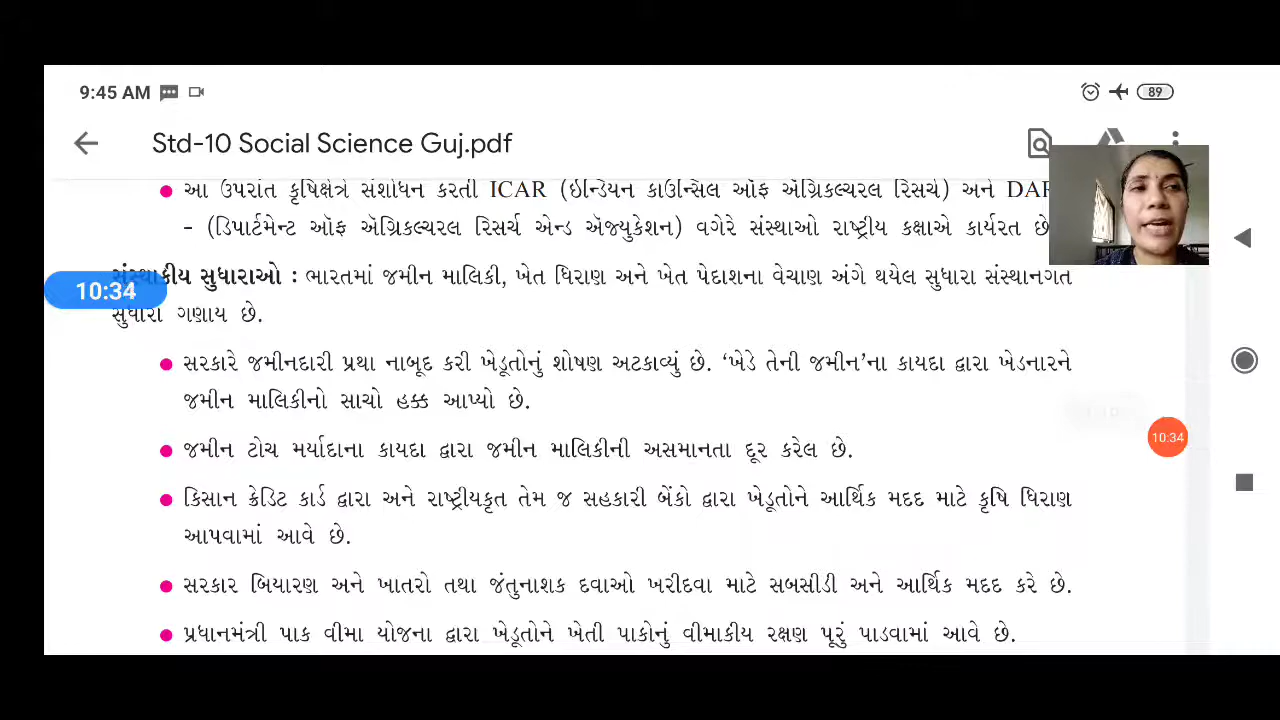 9:45 AM
89
Std-10 Social Science Guj.pdf
આ ઉપરાંત કૃષિક્ષેત્રે સંશોધન કરતી ICAR (ઇન્ડિયન કાઉન્સિલ ઑફ ઍગ્રિકલ્ચરલ રિસર્ચ) અને DAR
- (ડિપાર્ટમેન્ટ ઑફ ઍગ્રિકલ્ચરલ રિસર્ચ એન્ડ ઍજ્યુકેશન) વગેરે સંસ્થાઓ રાષ્ટ્રીય કક્ષાએ કાર્યરત છે
સંસ્થાકીય સુધારાઓ : ભારતમાં જમીન માલિકી, ખેત ધિરાણ અને ખેત પેદાશના વેચાણ અંગે થયેલ સુધારા સંસ્થાનગત
10:34
સુધારા ગણાય છે.
સરકારે જમીનદારી પ્રથા નાબૂદ કરી ખેડૂતોનું શોષણ અટકાવ્યું છે. ‘ખેડે તેની જમીન’ના કાયદા દ્વારા ખેડનારને
જમીન માલિકીનો સાચો હક્ક આપ્યો છે.
જમીન ટોચ મર્યાદાના કાયદા દ્વારા જમીન માલિકીની અસમાનતા દૂર કરેલ છે.
10:34
કિસાન ક્રેડિટ કાર્ડ દ્વારા અને રાષ્ટ્રીયકૃત તેમ જ સહકારી બેંકો દ્વારા ખેડૂતોને આર્થિક મદદ માટે કૃષિ ધિરાણ
આપવામાં આવે છે.
સરકાર બિયારણ અને ખાતરો તથા જંતુનાશક દવાઓ ખરીદવા માટે સબસીડી અને આર્થિક મદદ કરે છે.
પ્રધાનમંત્રી પાક વીમા યોજના દ્વારા ખેડૂતોને ખેતી પાકોનું વીમાકીય રક્ષણ પૂરું પાડવામાં આવે છે.